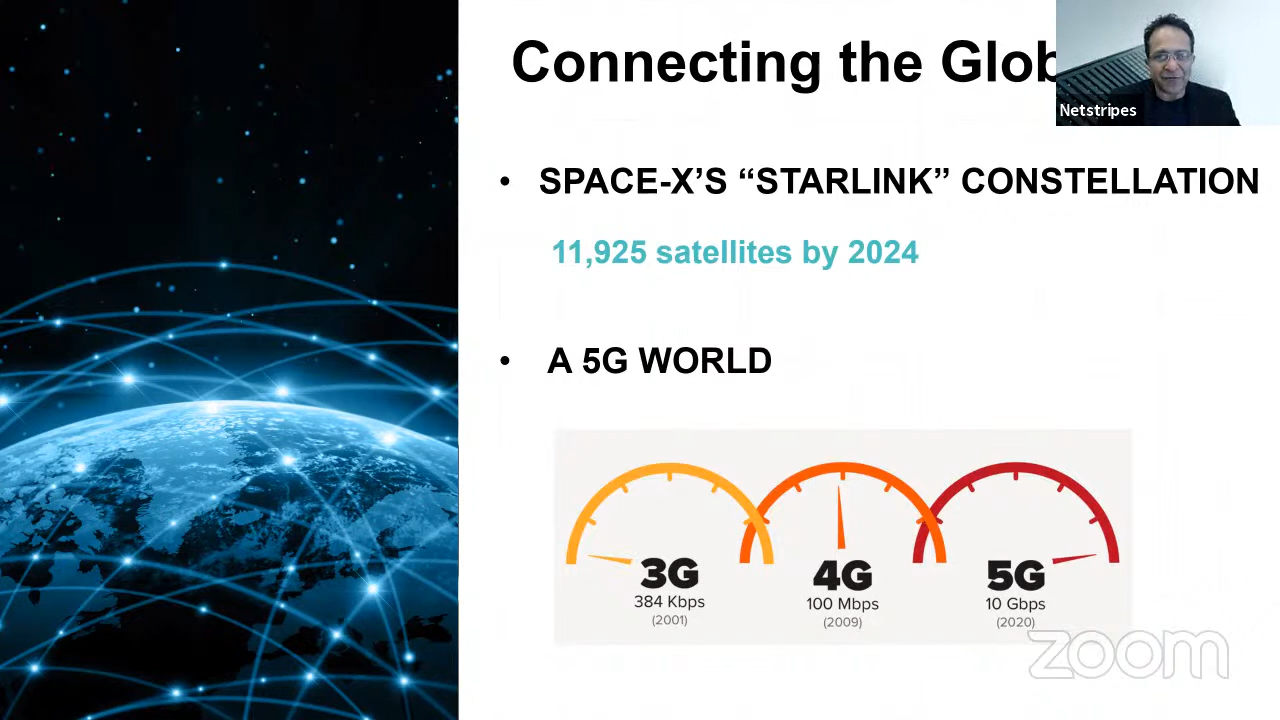 Connecting the Glob
Netstripes
• SPACE-X’S “STARLINK” CONSTELLATION
11,925 satellites by 2024
• A 5G WORLD
3G
384 Kbps
(2001)
4G
100 Mbps
(2009)
5G
10 Gbps
(2020)
zoom